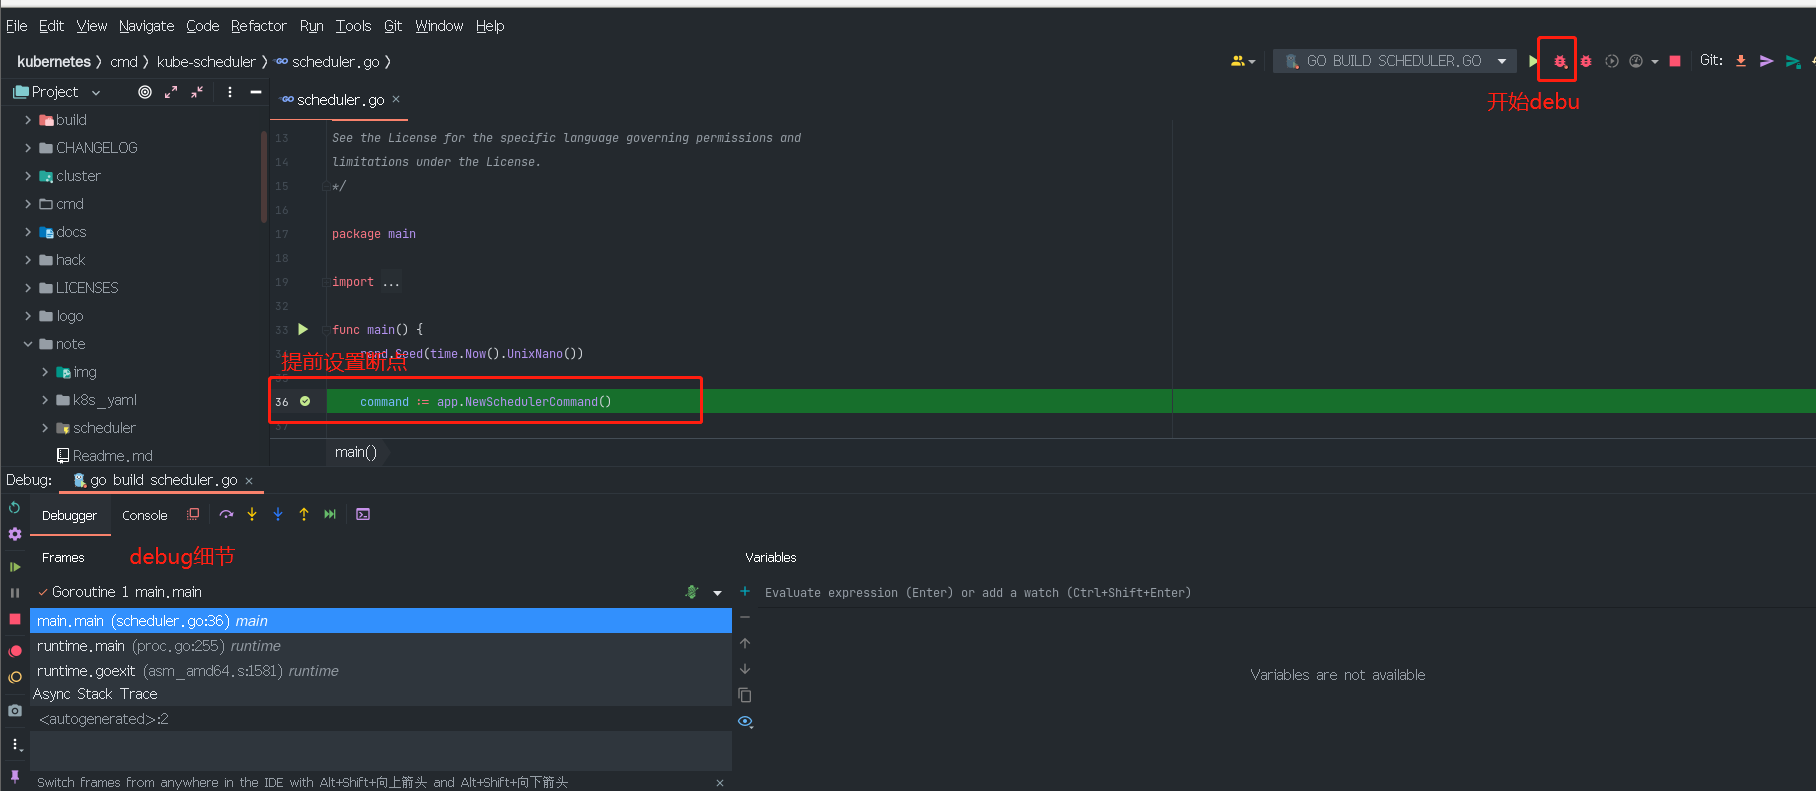 File Edit View Navigate Code Refactor Run Tools Git Window Help
kubernetes cmd kube-scheduler scheduler.go
GO BUILD SCHEDULER.GO
Git:
开始debu
Project
scheduler.go
build
CHANGELOG
cluster
cmd
docs
hack
LICENSES
logo
note
img
k8s_yaml
scheduler
Readme.md
13 See the License for the specific language governing permissions and
14 limitations under the License.
15 */
16
17 package main
18
19 import ...
32
33 func main() {
rand.Seed(time.Now().UnixNano())
提前设置断点
35
36 command := app.NewSchedulerCommand()
37
main()
Debug: go build scheduler.go
Debugger Console
Frames
debug细节
Variables
Goroutine 1 main.main
Evaluate expression (Enter) or add a watch (Ctrl+Shift+Enter)
main.main (scheduler.go:36) main
runtime.main (proc.go:255) runtime
runtime.goexit (asm_amd64.s:1581) runtime
Async Stack Trace
<autogenerated>:2
Variables are not available
Switch frames from anywhere in the IDE with Alt+Shift+向上箭头 and Alt+Shift+向下箭头